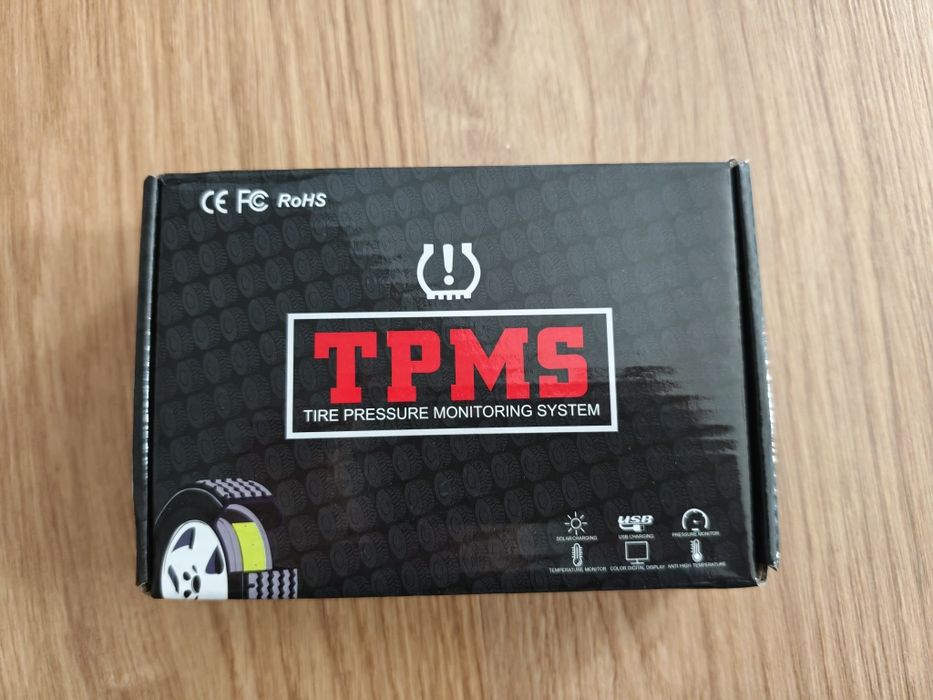 CE FC RoHS
TPMS
TIRE PRESSURE MONITORING SYSTEM
USB
SOLAR CHARGING USB CHARGING PRESSURE MONITOR
TEMPERATURE MONITOR COLOR DIGITAL DISPLAY ANTI HIGH TEMPERATURE